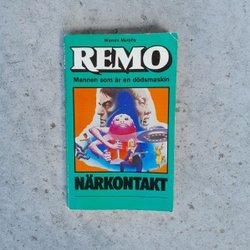 Warren Murphy
REMO
Mannen som är en dödsmaskin
NÄRKONTAKT